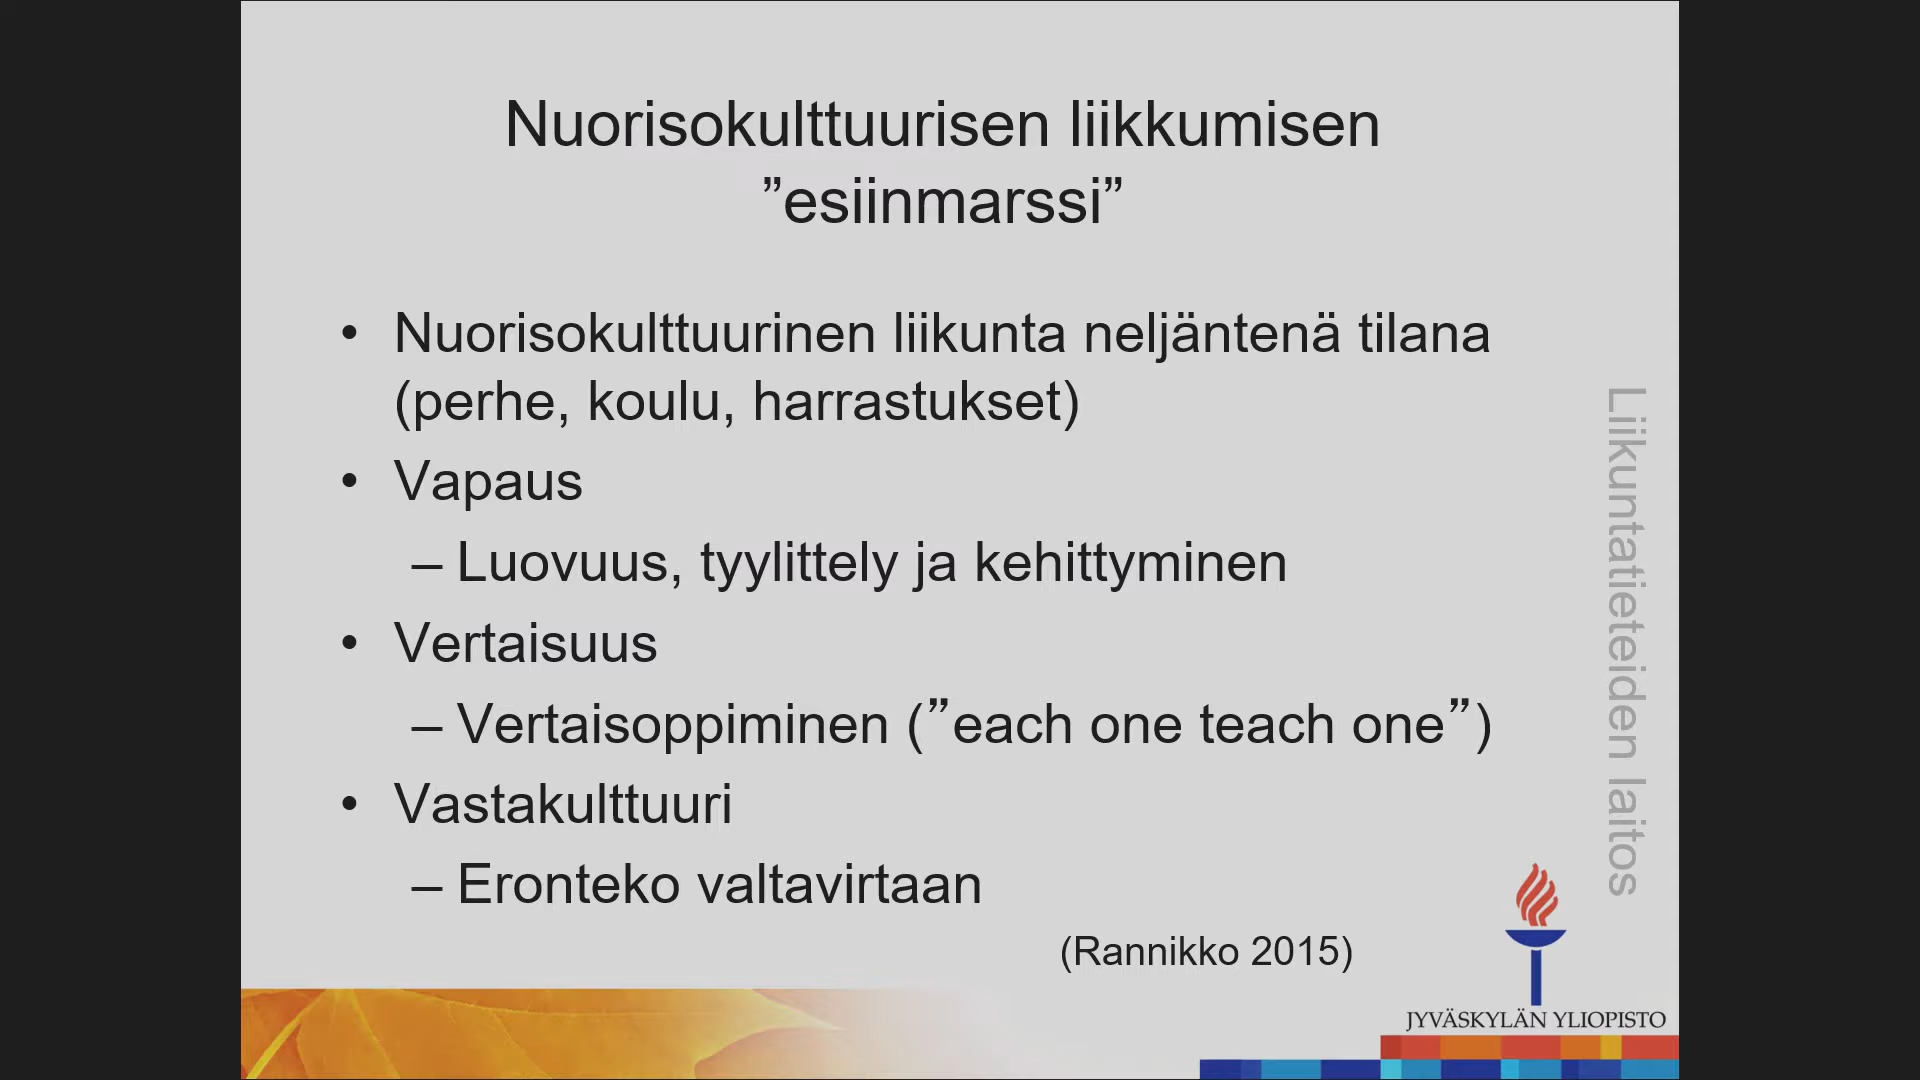 Nuorisokulttuurisen liikkumisen
”esiinmarssi”
• Nuorisokulttuurinen liikunta neljäntenä tilana
(perhe, koulu, harrastukset)
• Vapaus
– Luovuus, tyylittely ja kehittyminen
• Vertaisuus
– Vertaisoppiminen (”each one teach one”)
• Vastakulttuuri
– Eronteko valtavirtaan
(Rannikko 2015)
Liikuntatieteiden laitos
JYVÄSKYLÄN YLIOPISTO